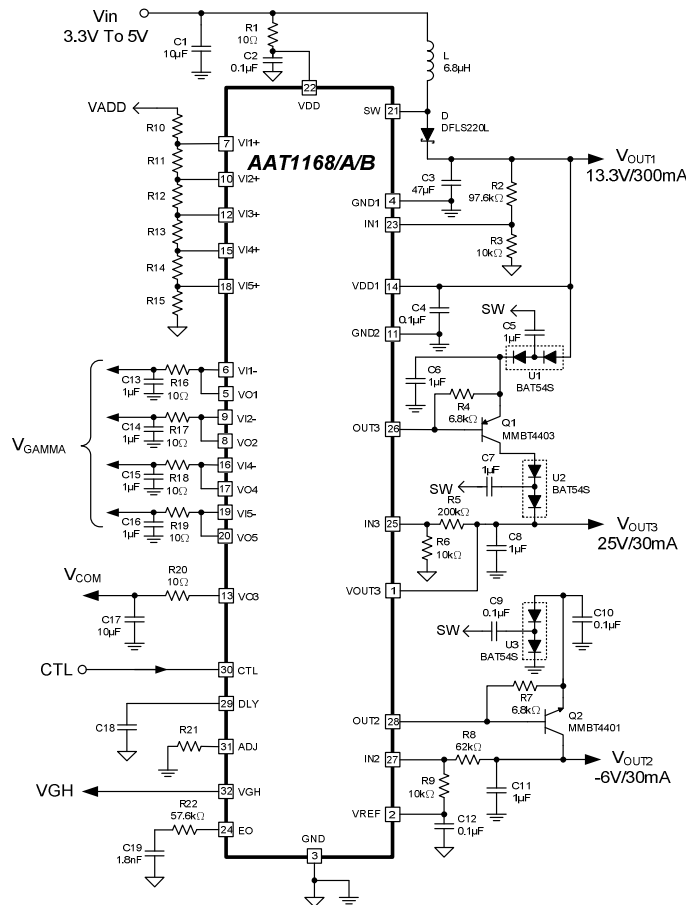 Vin
3.3V To 5V
C1
10µF
R1
10Ω
C2
0.1µF
L
6.8µH
22
VDD
SW
21
D
DFLS220L
VADD
R10
R11
R12
R13
R14
R15
7
VI1+
10
VI2+
12
VI3+
15
VI4+
18
VI5+
AAT1168/A/B
VOUT1
13.3V/300mA
C3
47µF
R2
97.6kΩ
GND1
4
IN1
23
R3
10kΩ
VDD1
14
C4
0.1µF
GND2
11
SW
C5
1µF
U1
BAT54S
C6
1µF
R4
6.8kΩ
OUT3
26
Q1
MMBT4403
C7
1µF
SW
U2
BAT54S
R5
200kΩ
IN3
25
R6
10kΩ
C8
1µF
VOUT3
25V/30mA
VOUT3
1
VGAMMA
C13
1µF
R16
10Ω
6
VI1-
5
VO1
C14
1µF
R17
10Ω
9
VI2-
8
VO2
C15
1µF
R18
10Ω
16
VI4-
17
VO4
C16
1µF
R19
10Ω
19
VI5-
20
VO5
VCOM
R20
10Ω
C17
10µF
13
VO3
CTL
30
CTL
29
DLY
C18
R21
31
ADJ
VGH
32
VGH
R22
57.6kΩ
24
EO
C19
1.8nF
GND
3
C9
0.1µF
SW
U3
BAT54S
C10
0.1µF
R7
6.8kΩ
OUT2
28
Q2
MMBT4401
R8
62kΩ
IN2
27
R9
10kΩ
C11
1µF
VOUT2
-6V/30mA
VREF
2
C12
0.1µF